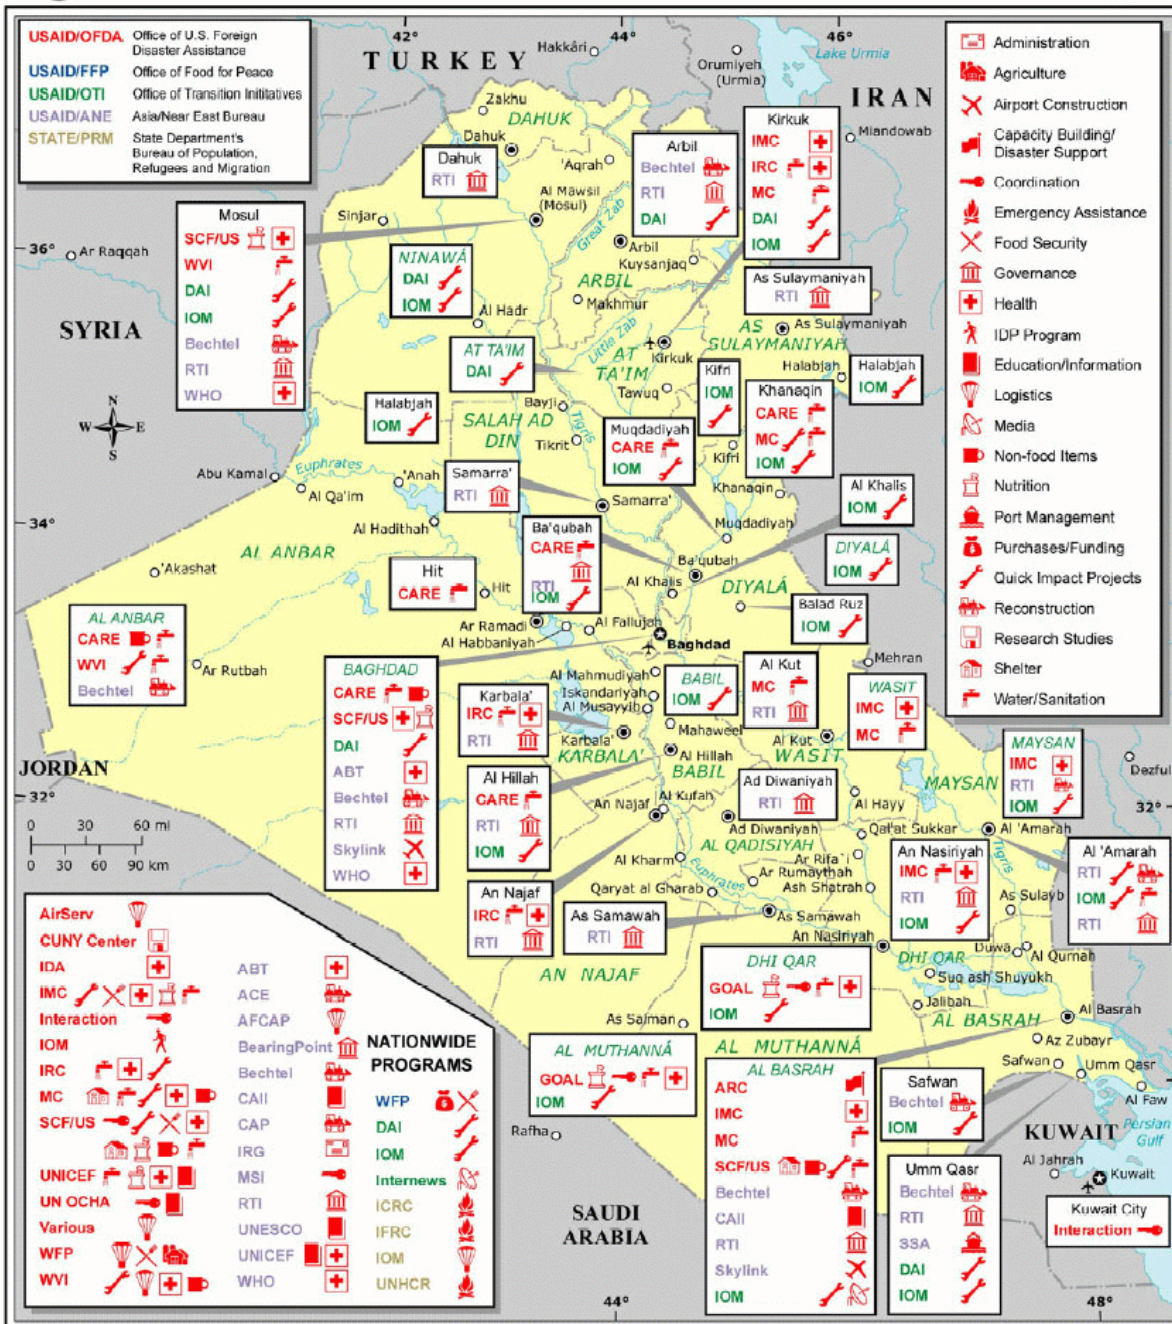 42°
44°
46°
USAID/OFDA Office of U.S. Foreign
Disaster Assistance
USAID/FFP Office of Food for Peace
USAID/OTI Office of Transition Inititatives
USAID/ANE Asia/Near East Bureau
STATE/PRM State Department's
Bureau of Population,
Refugees and Migration
TURKEY
Hakkâri
Orumiyeh
(Urmia)
Lake Urmia
IRAN
Miandowab
Administration
Agriculture
Airport Construction
Capacity Building/
Disaster Support
Coordination
Emergency Assistance
Food Security
Governance
Health
IDP Program
Education/Information
Logistics
Media
Non-food Items
Nutrition
Port Management
Purchases/Funding
Quick Impact Projects
Reconstruction
Research Studies
Shelter
Water/Sanitation
Zakhu
DAHUK
Dahuk
Dahuk
RTI
'Aqrah
Al Mawsil
(Mosul)
Sinjar
Great Zab
Arbil
Bechtel
RTI
DAI
Kirkuk
IMC
IRC
MC
DAI
IOM
Mosul
SCF/US
WVI
DAI
IOM
Bechtel
RTI
WHO
36°
Ar Raqqah
SYRIA
NINAWÁ
DAI
IOM
Al Hadr
Arbil
Kuysanjaq
ARBIL
Makhmur
As Sulaymaniyah
RTI
As Sulaymaniyah
AS
SULAYMANIYAH
Little Zab
AT TA'IM
DAI
AT
TA'IM
Kirkuk
Tawuq
Halabjah
Halabjah
IOM
Kifri
IOM
Kifri
Khanaqin
CARE
MC
IOM
Khanaqin
Halabjah
IOM
Bayji
SALAH AD
DIN
Tigris
Tikrit
Muqdadiyah
CARE
IOM
Muqdadiyah
N
W E
S
Abu Kamal
Euphrates
Al Qa'im
'Anah
Samarra'
RTI
Samarra'
Al Khalis
IOM
34°
Al Hadithah
AL ANBAR
'Akashat
Hit
CARE
Hit
Ba'qubah
CARE
RTI
IOM
Ba'qubah
Al Khalis
DIYALÁ
IOM
DIYALÁ
Balad Ruz
IOM
AL ANBAR
CARE
WVI
Bechtel
Ar Rutbah
Ar Ramadi
Al Habbaniyah
Al Fallujah
Baghdad
Mehran
BAGHDAD
CARE
SCF/US
DAI
ABT
Bechtel
RTI
Skylink
WHO
Al Mahmudiyah
Iskandariyah
Al Musayyib
BABIL
IOM
Al Kut
MC
RTI
WASIT
IMC
MC
Karbala'
IRC
RTI
Karbala'
KARBALA'
Mahaweel
Al Hillah
BABIL
Al Kut
WASIT
MAYSAN
IMC
RTI
IOM
Dezful
JORDAN
32°
32°
Al Hillah
CARE
RTI
IOM
An Najaf
Al Kufah
Ad Diwaniyah
RTI
Ad Diwaniyah
AL QADISIYAH
Al Hayy
MAYSAN
Qal'at Sukkar
Al 'Amarah
Tigris
0 30 60 mi
0 30 60 90 km
Al Kharm
Ar Rifa`i
Ar Rumaythah
Ash Shatrah
An Nasiriyah
IMC
RTI
IOM
Al 'Amarah
RTI
IOM
RTI
An Najaf
IRC
RTI
Qaryat al Gharab
Euphrates
As Samawah
RTI
As Samawah
An Nasiriyah
As Sulayb
Duwa
Al Qurnah
DHI QAR
Suq ash Shuyukh
Jalibah
AN NAJAF
DHI QAR
GOAL
IOM
AL BASRAH
Al Basrah
Az Zubayr
Safwan
Umm Qasr
Al Faw
Persian
Gulf
As Salman
AL MUTHANNÁ
GOAL
IOM
AL MUTHANNÁ
AL BASRAH
ARC
IMC
MC
SCF/US
Bechtel
CAII
RTI
Skylink
IOM
Safwan
Bechtel
IOM
Umm Qasr
Bechtel
RTI
SSA
DAI
IOM
KUWAIT
Al Jahrah
Kuwait
Kuwait City
Interaction
Rafha
SAUDI
ARABIA
AirServ
CUNY Center
IDA
IMC
Interaction
IOM
IRC
MC
SCF/US
UNICEF
UN OCHA
Various
WFP
WVI
ABT
ACE
AFCAP
BearingPoint
Bechtel
CAII
CAP
IRG
MSI
RTI
UNESCO
UNICEF
WHO
NATIONWIDE
PROGRAMS
WFP
DAI
IOM
Internews
ICRC
IFRC
IOM
UNHCR
44°
48°